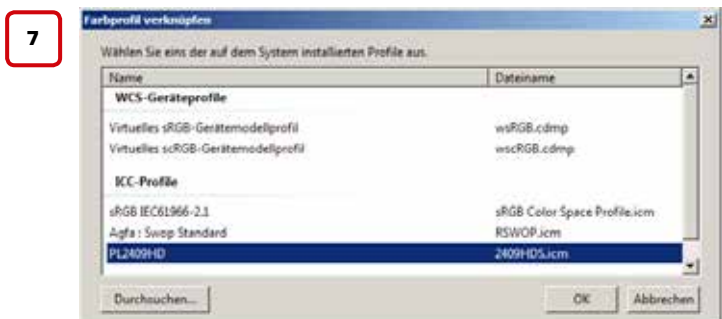 7
Farbprofil verknüpfen
Wählen Sie eins der auf dem System installierten Profile aus.
Name Dateiname
WCS-Geräteprofile
Virtuelles sRGB-Gerätemodellprofil wsRGB.cdmp
Virtuelles scRGB-Gerätemodellprofil wscRGB.cdmp
ICC-Profile
sRGB IEC61966-2.1 sRGB Color Space Profile.icm
Agfa : Swop Standard RSWOP.icm
PL2409HD 2409HDS.icm
Durchsuchen... OK Abbrechen